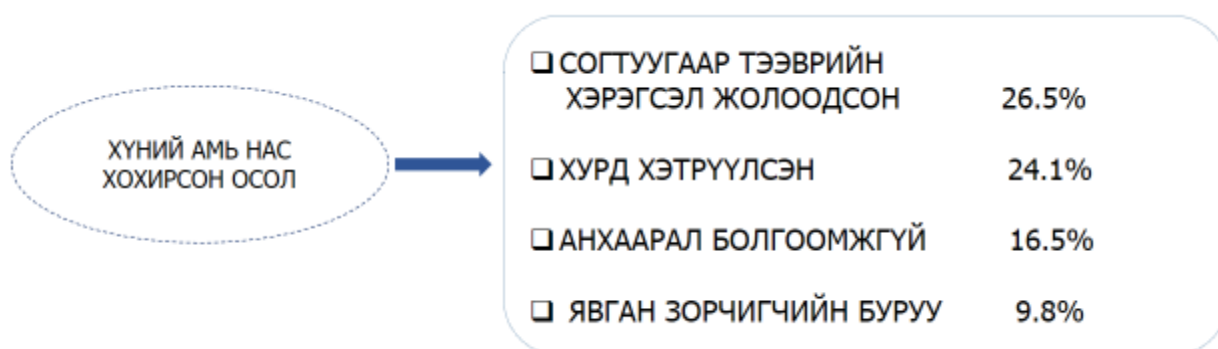 ХҮНИЙ АМЬ НАС
ХОХИРСОН ОСОЛ
❑ СОГТУУГААР ТЭЭВРИЙН
ХЭРЭГСЭЛ ЖОЛООДСОН 26.5%
❑ ХУРД ХЭТРҮҮЛСЭН 24.1%
❑ АНХААРАЛ БОЛГООМЖГҮЙ 16.5%
❑ ЯВГАН ЗОРЧИГЧИЙН БУРУУ 9.8%